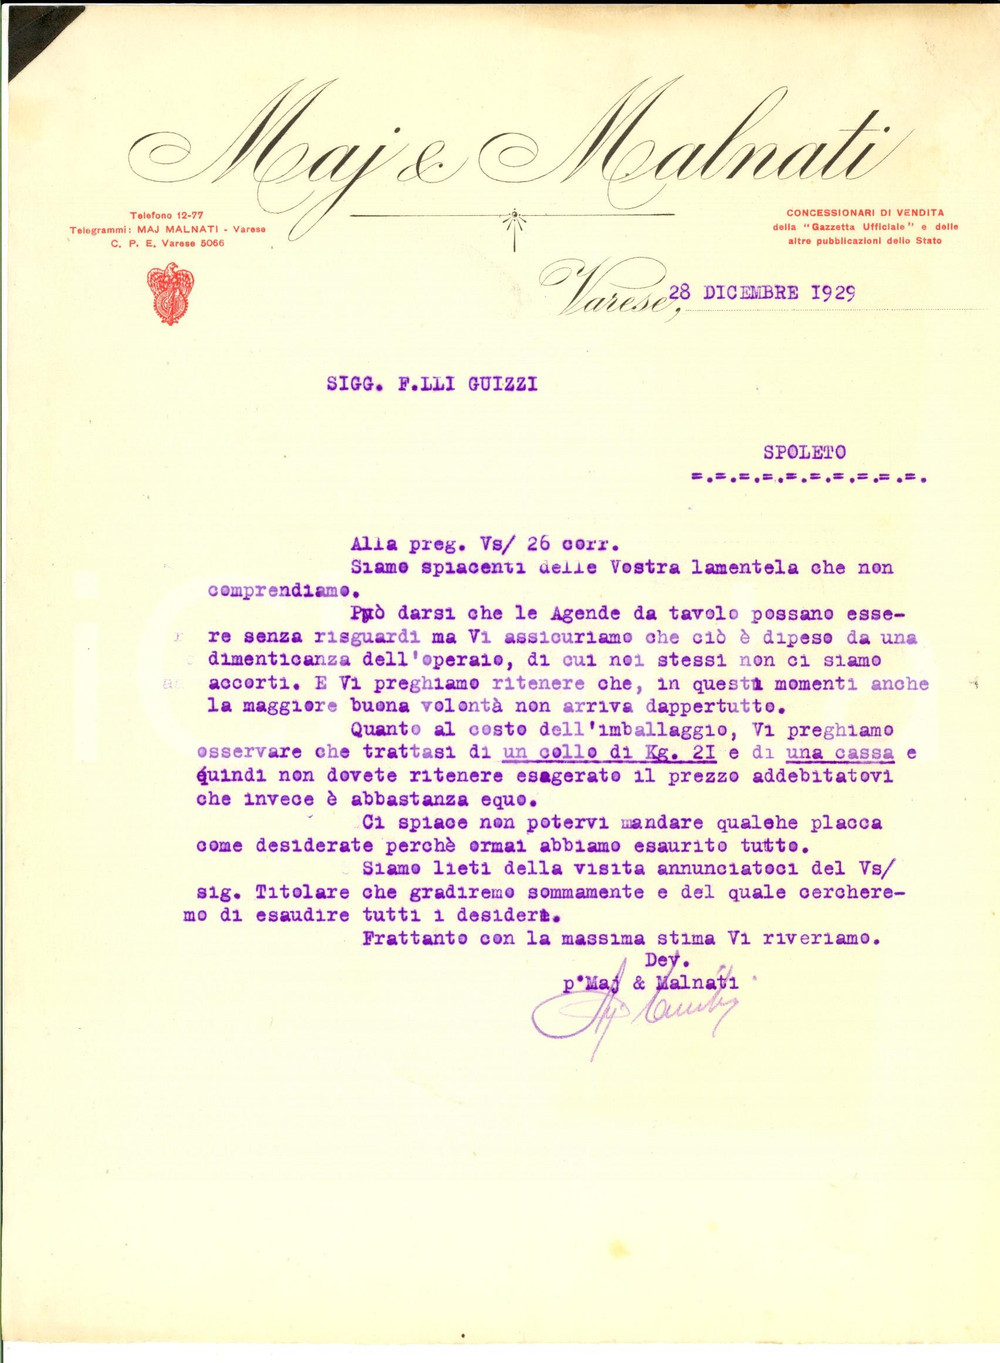 Maj & Malnati
Telefono 12-77
Telegrammi: MAJ MALNATI - Varese
C. P. E. Varese 5066
CONCESSIONARI DI VENDITA
della "Gazzetta Ufficiale" e delle
altre pubblicazioni dello Stato
Varese, 28 DICEMBRE 1929
SIGG. F.LLI GUIZZI
SPOLETO
=.=.=.=.=.=.=.=.=.=.
Alla preg. Vs/ 26 corr.
Siamo spiacenti delle Vostra lamentela che non
comprendiamo.
Può darsi che le Agende da tavolo possano esse-
re senza risguardi ma Vi assicuriamo che ciò è dipeso da una
dimenticanza dell'operaio, di cui noi stessi non ci siamo
accorti. E Vi preghiamo ritenere che, in questi momenti anche
la maggiore buona volontà non arriva dappertutto.
Quanto al costo dell'imballaggio, Vi preghiamo
osservare che trattasi di un collo di Kg. 2I e di una cassa e
quindi non dovete ritenere esagerato il prezzo addebitatovi
che invece è abbastanza equo.
Ci spiace non potervi mandare qualche placca
come desiderate perchè ormai abbiamo esaurito tutto.
Siamo lieti della visita annunciatoci del Vs/
sig. Titolare che gradiremo sommamente e del quale cerchere-
mo di esaudire tutti i desideri.
Frattanto con la massima stima Vi riveriamo.
Dev.
p.Maj & Malnati